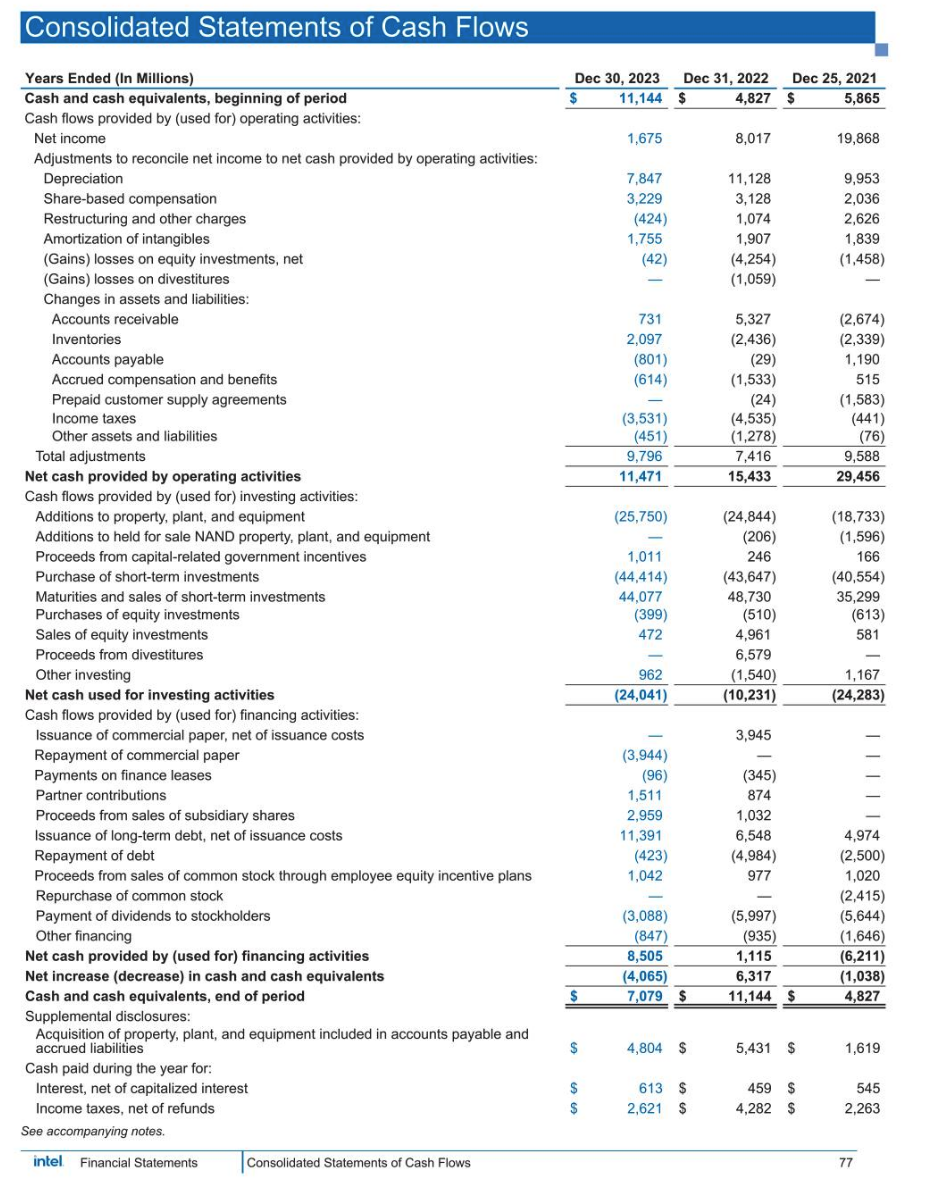 Consolidated Statements of Cash Flows
Years Ended (In Millions) Dec 30, 2023 Dec 31, 2022 Dec 25, 2021
Cash and cash equivalents, beginning of period $ 11,144 $ 4,827 $ 5,865
Cash flows provided by (used for) operating activities:
Net income 1,675 8,017 19,868
Adjustments to reconcile net income to net cash provided by operating activities:
Depreciation 7,847 11,128 9,953
Share-based compensation 3,229 3,128 2,036
Restructuring and other charges (424) 1,074 2,626
Amortization of intangibles 1,755 1,907 1,839
(Gains) losses on equity investments, net (42) (4,254) (1,458)
(Gains) losses on divestitures — (1,059) —
Changes in assets and liabilities:
Accounts receivable 731 5,327 (2,674)
Inventories 2,097 (2,436) (2,339)
Accounts payable (801) (29) 1,190
Accrued compensation and benefits (614) (1,533) 515
Prepaid customer supply agreements — (24) (1,583)
Income taxes (3,531) (4,535) (441)
Other assets and liabilities (451) (1,278) (76)
Total adjustments 9,796 7,416 9,588
Net cash provided by operating activities 11,471 15,433 29,456
Cash flows provided by (used for) investing activities:
Additions to property, plant, and equipment (25,750) (24,844) (18,733)
Additions to held for sale NAND property, plant, and equipment — (206) (1,596)
Proceeds from capital-related government incentives 1,011 246 166
Purchase of short-term investments (44,414) (43,647) (40,554)
Maturities and sales of short-term investments 44,077 48,730 35,299
Purchases of equity investments (399) (510) (613)
Sales of equity investments 472 4,961 581
Proceeds from divestitures — 6,579 —
Other investing 962 (1,540) 1,167
Net cash used for investing activities (24,041) (10,231) (24,283)
Cash flows provided by (used for) financing activities:
Issuance of commercial paper, net of issuance costs — 3,945 —
Repayment of commercial paper (3,944) — —
Payments on finance leases (96) (345) —
Partner contributions 1,511 874 —
Proceeds from sales of subsidiary shares 2,959 1,032 —
Issuance of long-term debt, net of issuance costs 11,391 6,548 4,974
Repayment of debt (423) (4,984) (2,500)
Proceeds from sales of common stock through employee equity incentive plans 1,042 977 1,020
Repurchase of common stock — — (2,415)
Payment of dividends to stockholders (3,088) (5,997) (5,644)
Other financing (847) (935) (1,646)
Net cash provided by (used for) financing activities 8,505 1,115 (6,211)
Net increase (decrease) in cash and cash equivalents (4,065) 6,317 (1,038)
Cash and cash equivalents, end of period $ 7,079 $ 11,144 $ 4,827
Supplemental disclosures:
Acquisition of property, plant, and equipment included in accounts payable and
accrued liabilities $ 4,804 $ 5,431 $ 1,619
Cash paid during the year for:
Interest, net of capitalized interest $ 613 $ 459 $ 545
Income taxes, net of refunds $ 2,621 $ 4,282 $ 2,263
See accompanying notes.
intel Financial Statements Consolidated Statements of Cash Flows 77